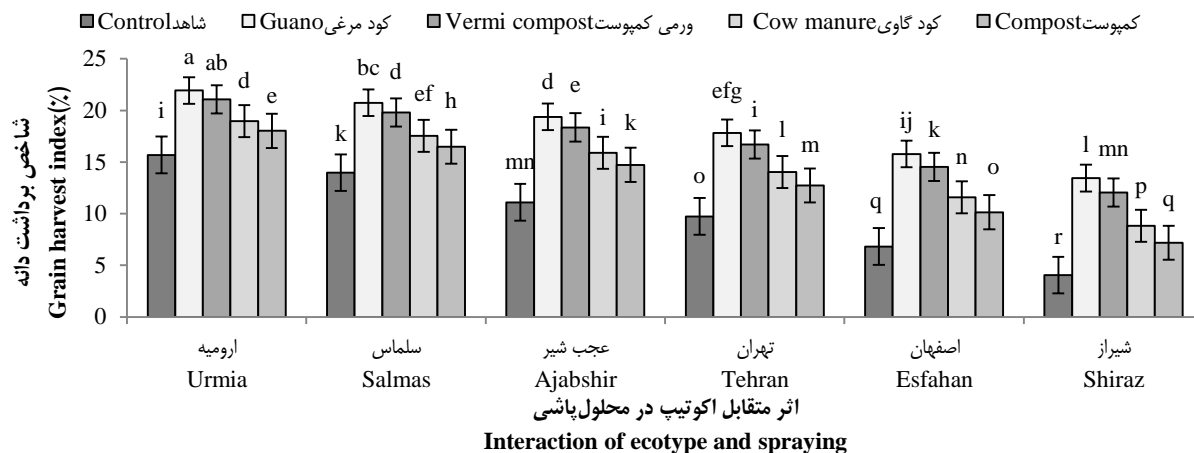 Control شاهد Guano کود مرغی Vermi compost ورمی کمپوست Cow manure کود گاوی Compost کمپوست
شاخص برداشت دانه
Grain harvest index(%)
25
20
15
10
5
0
i a ab d e
k bc d ef h
mn d e i k
o efg i l m
q ij k n o
r l mn p q
ارومیه سلماس عجب شیر تهران اصفهان شیراز
Urmia Salmas Ajabshir Tehran Esfahan Shiraz
اثر متقابل اکوتیپ در محلول‌پاشی
Interaction of ecotype and spraying